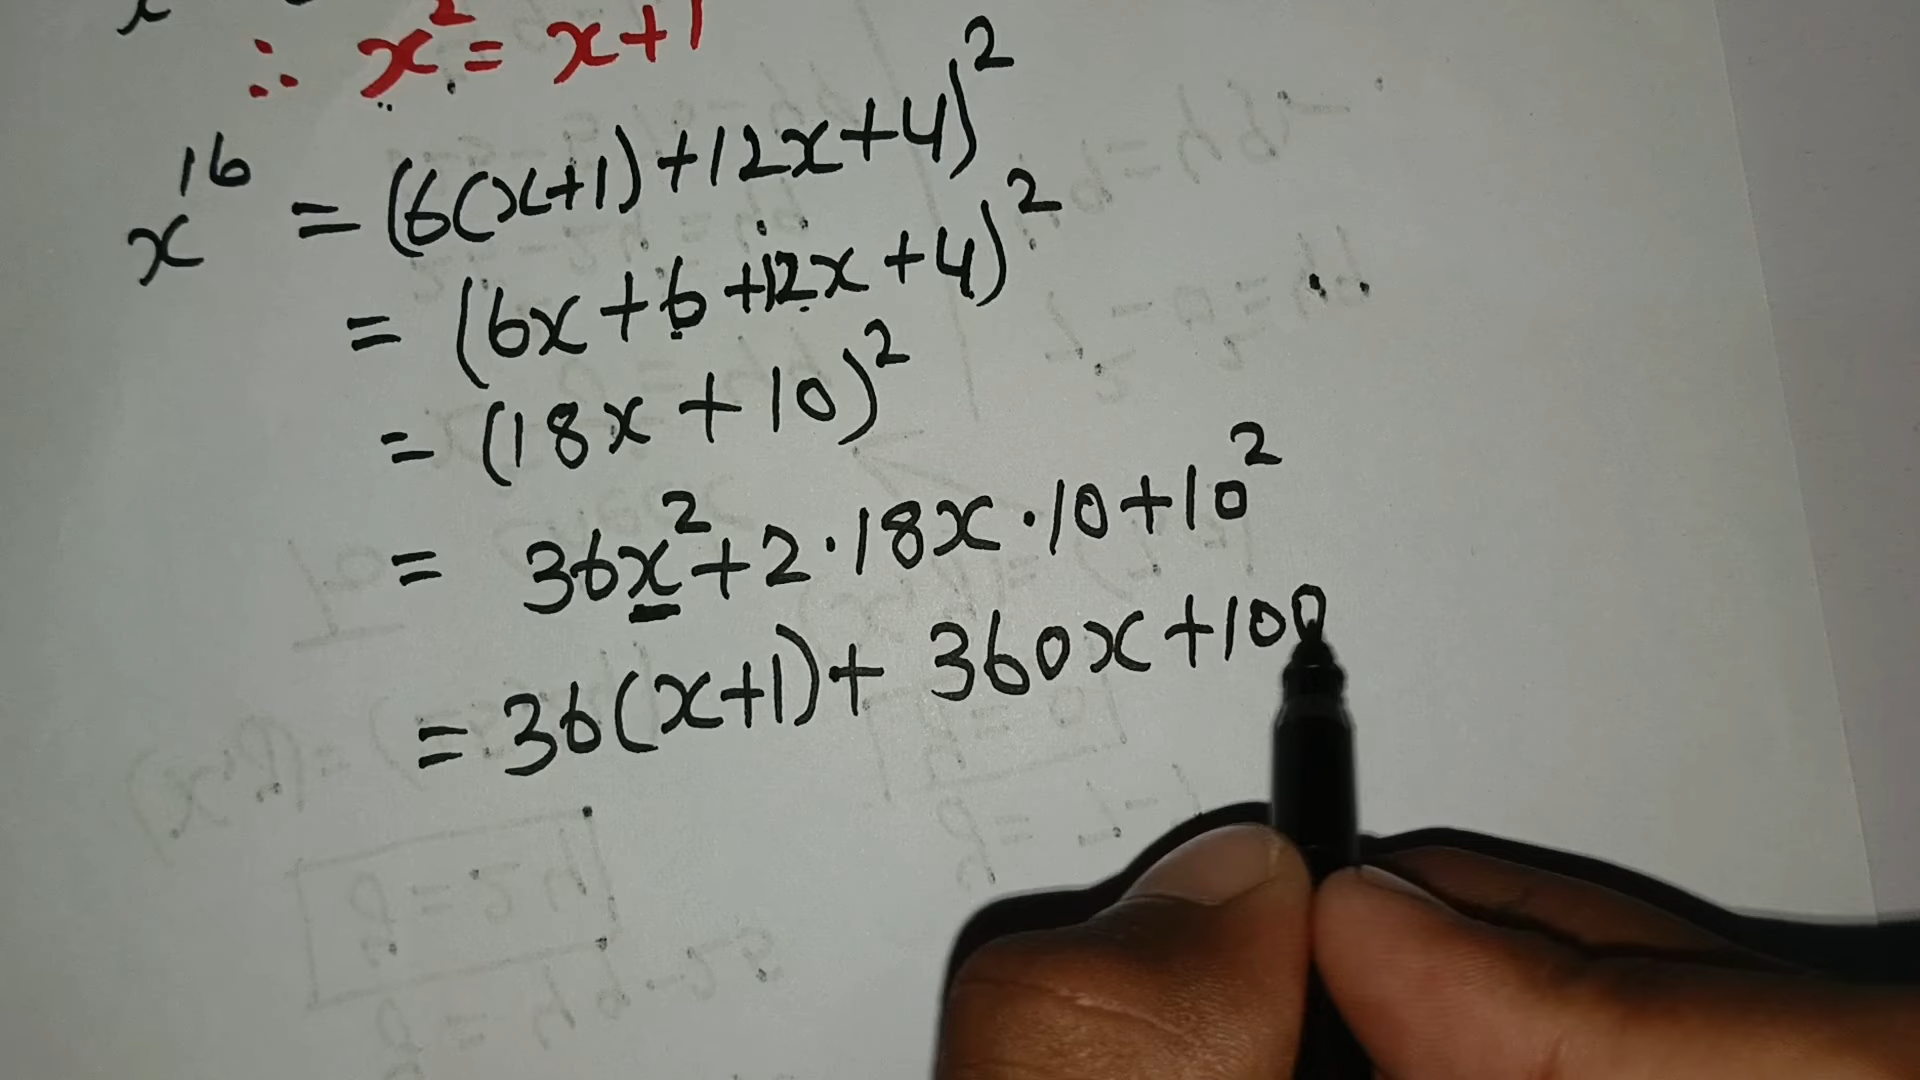 ∴ x² = x+1
x¹⁶ = (6(x+1)+12x+4)²
= (6x+6+12x+4)²
= (18x+10)²
= 36x²+2·18x·10+10²
= 36(x+1)+360x+100